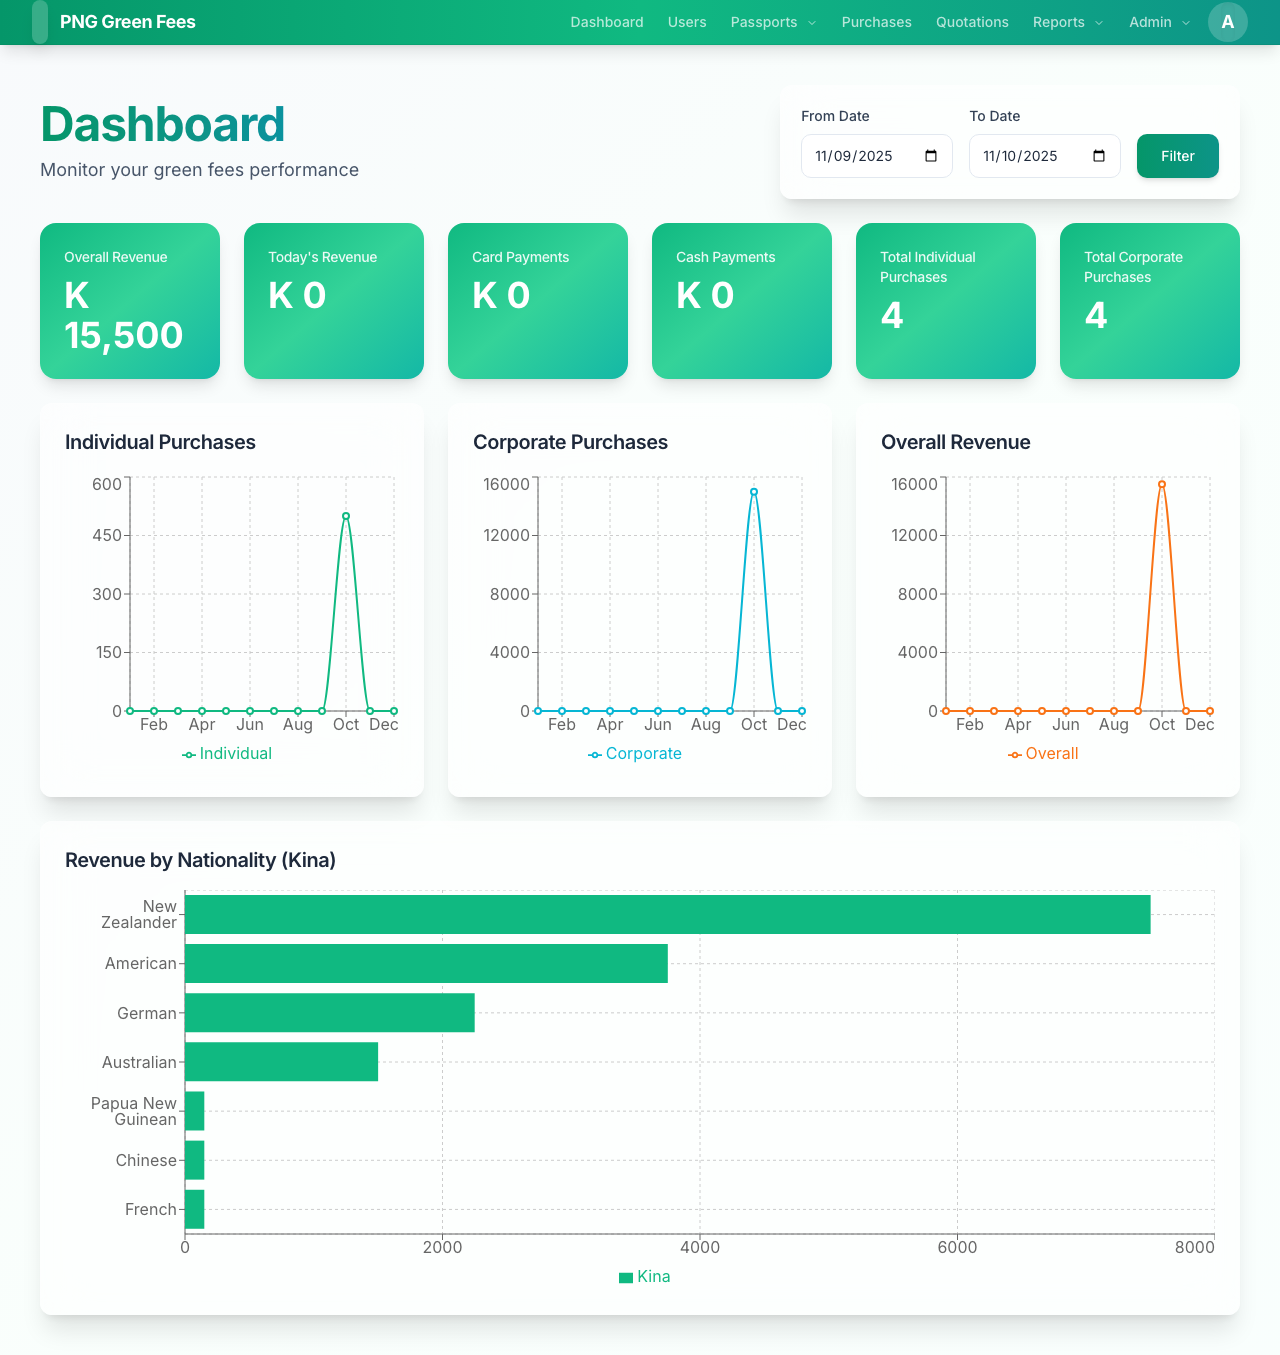 PNG Green Fees
Dashboard Users Passports Purchases Quotations Reports Admin A
Dashboard
Monitor your green fees performance
From Date To Date
11/09/2025 11/10/2025 Filter
Overall Revenue
K
15,500
Today's Revenue
K 0
Card Payments
K 0
Cash Payments
K 0
Total Individual
Purchases
4
Total Corporate
Purchases
4
Individual Purchases
600
450
300
150
0
Feb Apr Jun Aug Oct Dec
Individual
Corporate Purchases
16000
12000
8000
4000
0
Feb Apr Jun Aug Oct Dec
Corporate
Overall Revenue
16000
12000
8000
4000
0
Feb Apr Jun Aug Oct Dec
Overall
Revenue by Nationality (Kina)
New
Zealander
American
German
Australian
Papua New
Guinean
Chinese
French
0 2000 4000 6000 8000
Kina